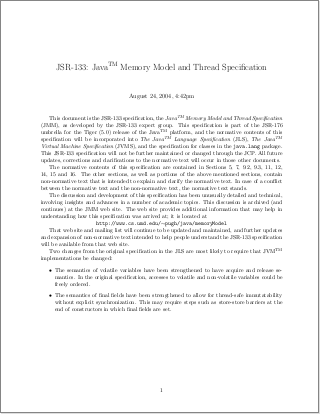 JSR-133: Java™ Memory Model and Thread Specification
August 24, 2004, 4:42pm
This document is the JSR-133 specification, the Java™ Memory Model and Thread Specification
(JMM), as developed by the JSR-133 expert group. This specification is part of the JSR-176
umbrella for the Tiger (5.0) release of the Java™ platform, and the normative contents of this
specification will be incorporated into The Java™ Language Specification (JLS), The Java™
Virtual Machine Specification (JVMS), and the specification for classes in the java.lang package.
This JSR-133 specification will not be further maintained or changed through the JCP. All future
updates, corrections and clarifications to the normative text will occur in those other documents.
The normative contents of this specification are contained in Sections 5, 7, 9.2, 9.3, 11, 12,
14, 15 and 16. The other sections, as well as portions of the above mentioned sections, contain
non-normative text that is intended to explain and clarify the normative text. In case of a conflict
between the normative text and the non-normative text, the normative text stands.
The discussion and development of this specification has been unusually detailed and technical,
involving insights and advances in a number of academic topics. This discussion is archived (and
continues) at the JMM web site. The web site provides additional information that may help in
understanding how this specification was arrived at; it is located at
http://www.cs.umd.edu/~pugh/java/memoryModel
That web site and mailing list will continue to be updated and maintained, and further updates
and expansion of non-normative text intended to help people understand the JSR-133 specification
will be available from that web site.
Two changes from the original specification in the JLS are most likely to require that JVM™
implementations be changed:
• The semantics of volatile variables have been strengthened to have acquire and release se-
mantics. In the original specification, accesses to volatile and non-volatile variables could be
freely ordered.
• The semantics of final fields have been strengthened to allow for thread-safe immutability
without explicit synchronization. This may require steps such as store-store barriers at the
end of constructors in which final fields are set.
1